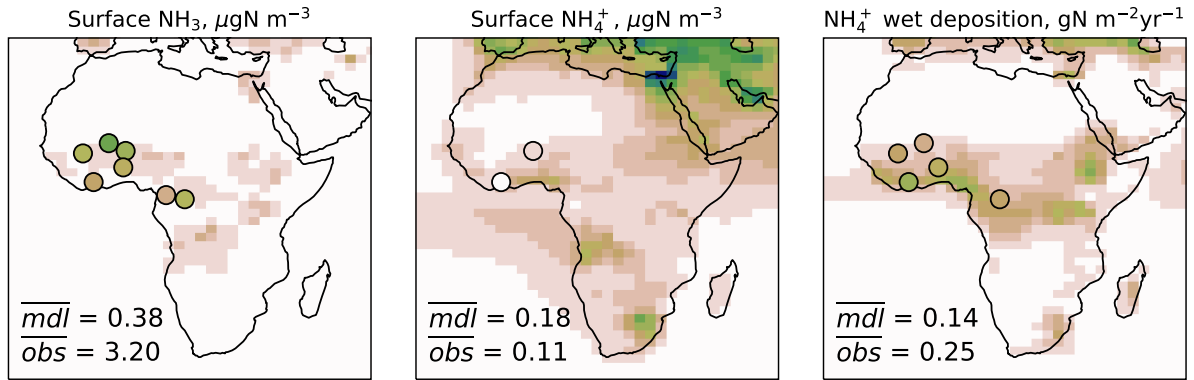 Surface NH₃, μgN m⁻³
Surface NH₄⁺, μgN m⁻³
NH₄⁺ wet deposition, gN m⁻²yr⁻¹
mdl = 0.38
obs = 3.20
mdl = 0.18
obs = 0.11
mdl = 0.14
obs = 0.25